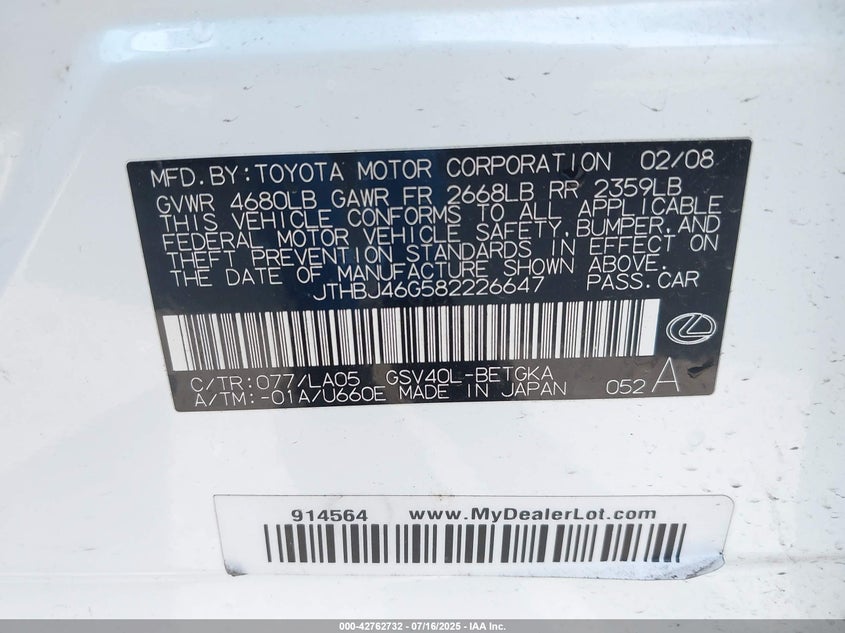 MFD.BY:TOYOTA MOTOR CORPORATION 02/08
GVWR 4680LB GAWR FR 2668LB RR 2359LB
THIS VEHICLE CONFORMS TO ALL APPLICABLE
FEDERAL MOTOR VEHICLE SAFETY,BUMPER,AND
THEFT PREVENTION STANDARDS IN EFFECT ON
THE DATE OF MANUFACTURE SHOWN ABOVE.
JTHBJ46G582226647 PASS.CAR
C/TR:077/LA05 GSV40L-BETGKA
A/TM:-01A/U660E MADE IN JAPAN 052 A
914564 www.MyDealerLot.com
000-42762732 - 07/16/2025 - IAA Inc.